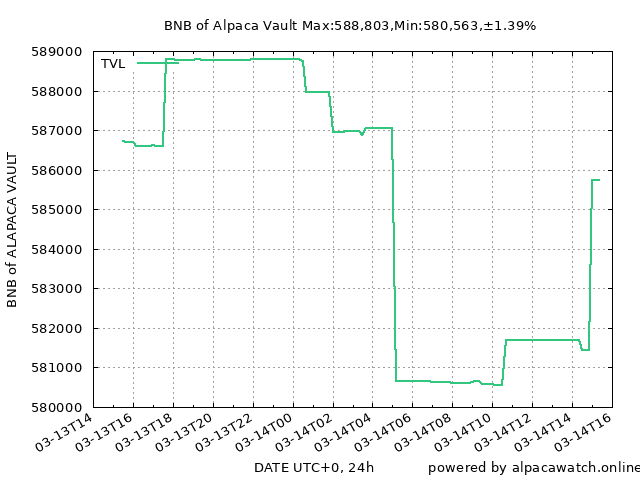 BNB of Alpaca Vault Max:588,803,Min:580,563,±1.39%
TVL
589000
588000
587000
586000
585000
584000
583000
582000
581000
580000
BNB of ALAPACA VAULT
03-13T14
03-13T16
03-13T18
03-13T20
03-13T22
03-14T00
03-14T02
03-14T04
03-14T06
03-14T08
03-14T10
03-14T12
03-14T14
03-14T16
DATE UTC+0, 24h
powered by alpacawatch.online